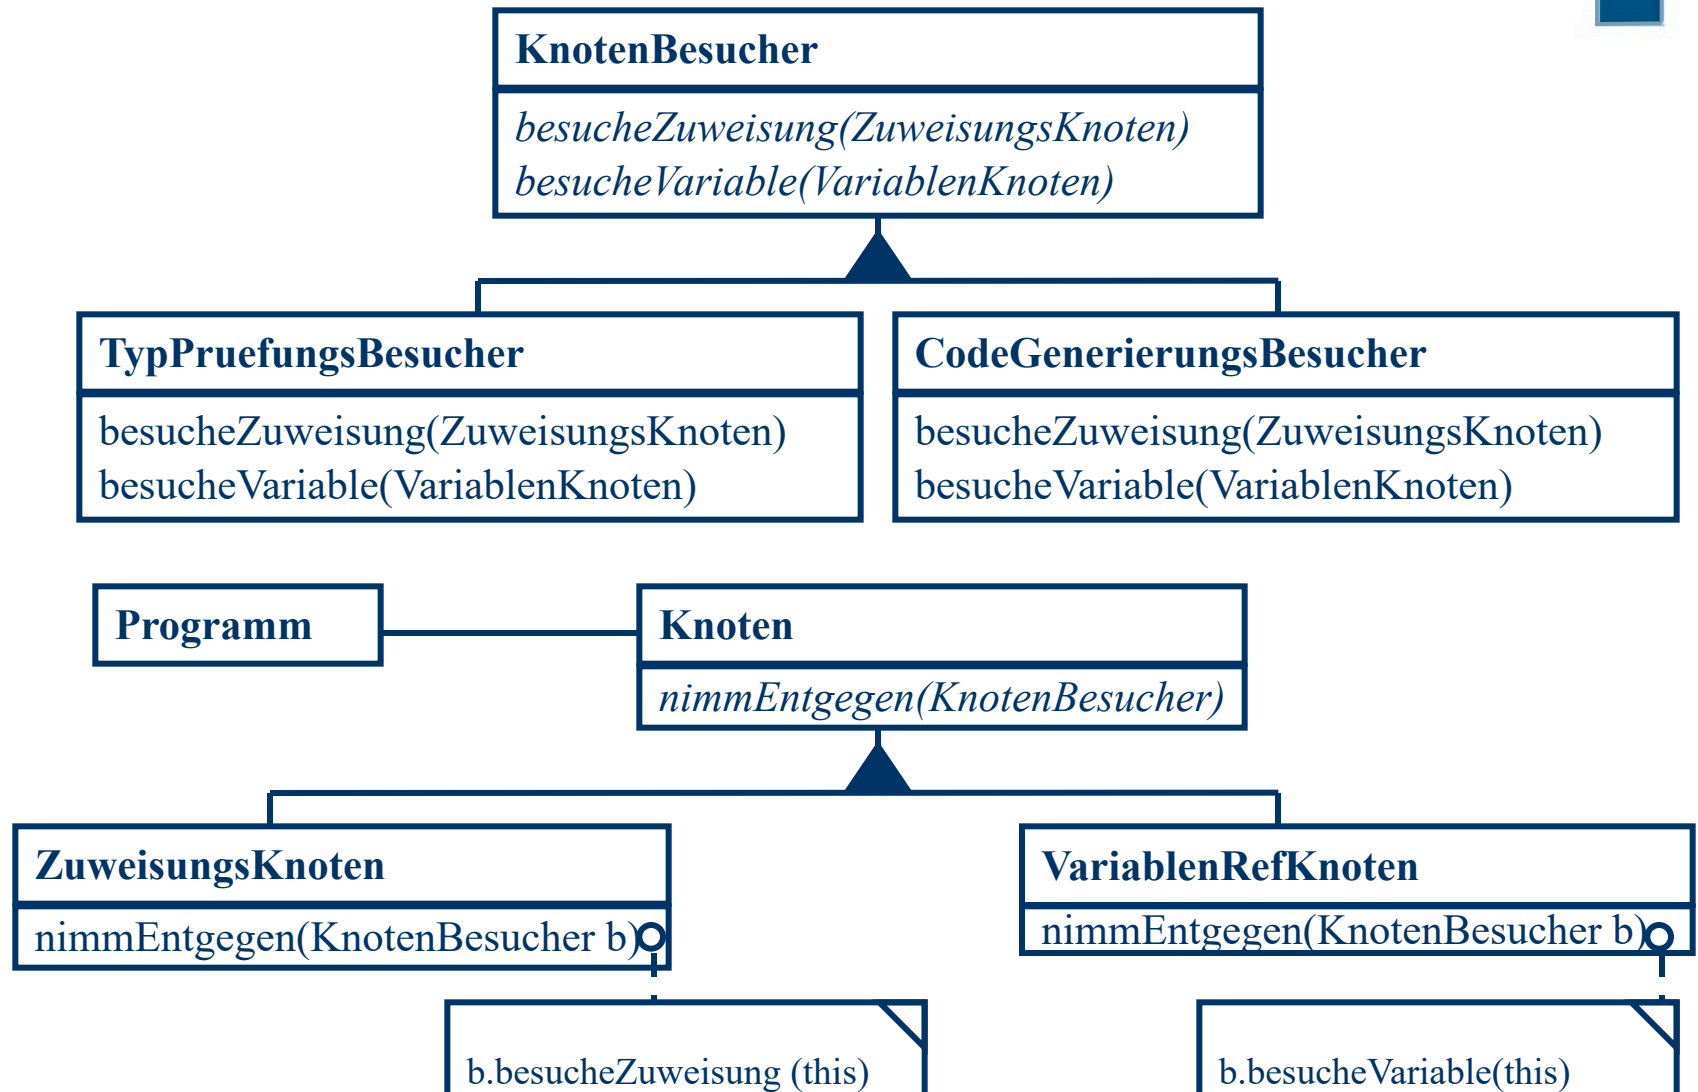 KnotenBesucher
besucheZuweisung(ZuweisungsKnoten)
besucheVariable(VariablenKnoten)
TypPruefungsBesucher
besucheZuweisung(ZuweisungsKnoten)
besucheVariable(VariablenKnoten)
CodeGenerierungsBesucher
besucheZuweisung(ZuweisungsKnoten)
besucheVariable(VariablenKnoten)
Programm
Knoten
nimmEntgegen(KnotenBesucher)
ZuweisungsKnoten
nimmEntgegen(KnotenBesucher b)
VariablenRefKnoten
nimmEntgegen(KnotenBesucher b)
b.besucheZuweisung (this)
b.besucheVariable(this)